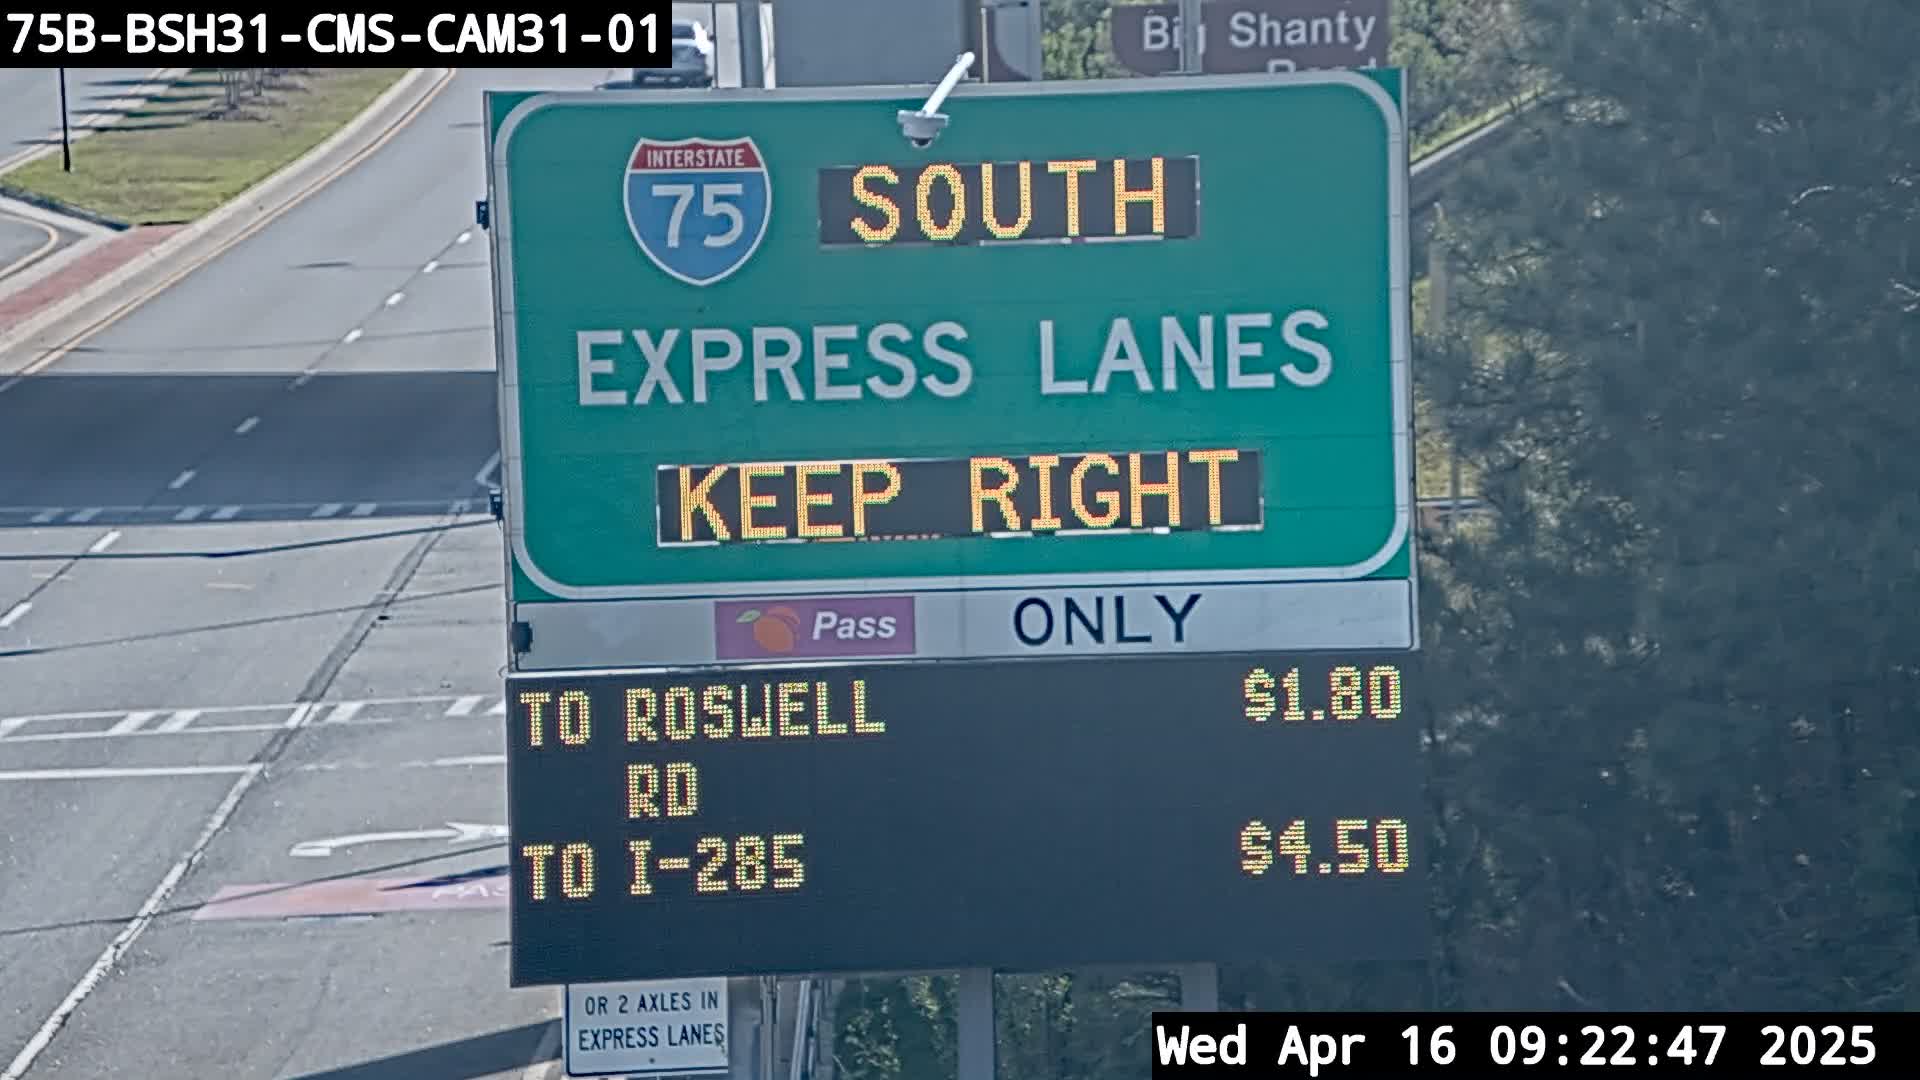 75B-BSH31-CMS-CAM31-01
Big Shanty
Road
INTERSTATE
75
SOUTH
EXPRESS LANES
KEEP RIGHT
Pass
ONLY
TO ROSWELL $1.80
RD
TO I-285 $4.50
OR 2 AXLES IN
EXPRESS LANES
Wed Apr 16 09:22:47 2025